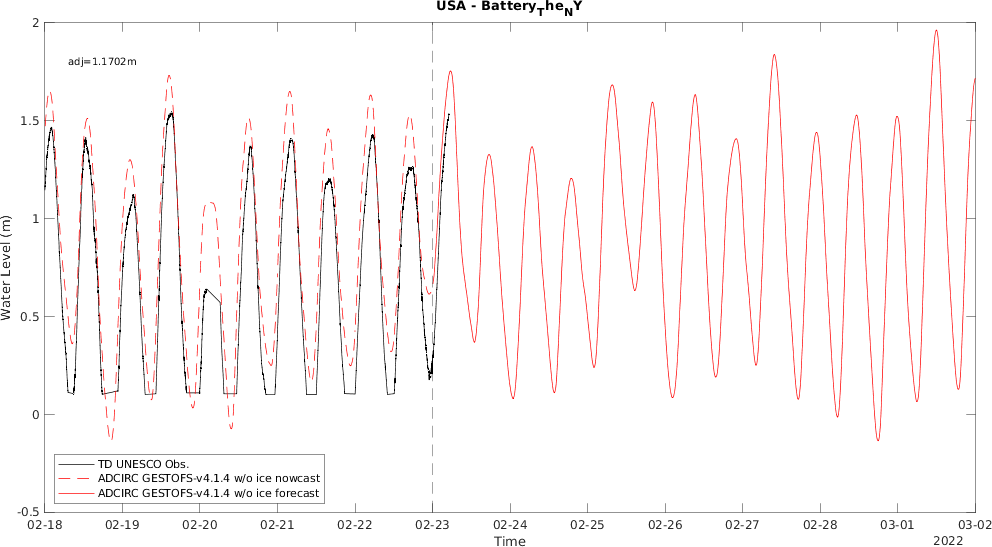 USA - BatteryTheNY
adj=1.1702m
Water Level (m)
2
1.5
1
0.5
0
-0.5
TD UNESCO Obs.
ADCIRC GESTOFS-v4.1.4 w/o ice nowcast
ADCIRC GESTOFS-v4.1.4 w/o ice forecast
02-18 02-19 02-20 02-21 02-22 02-23 02-24 02-25 02-26 02-27 02-28 03-01 03-02
Time
2022